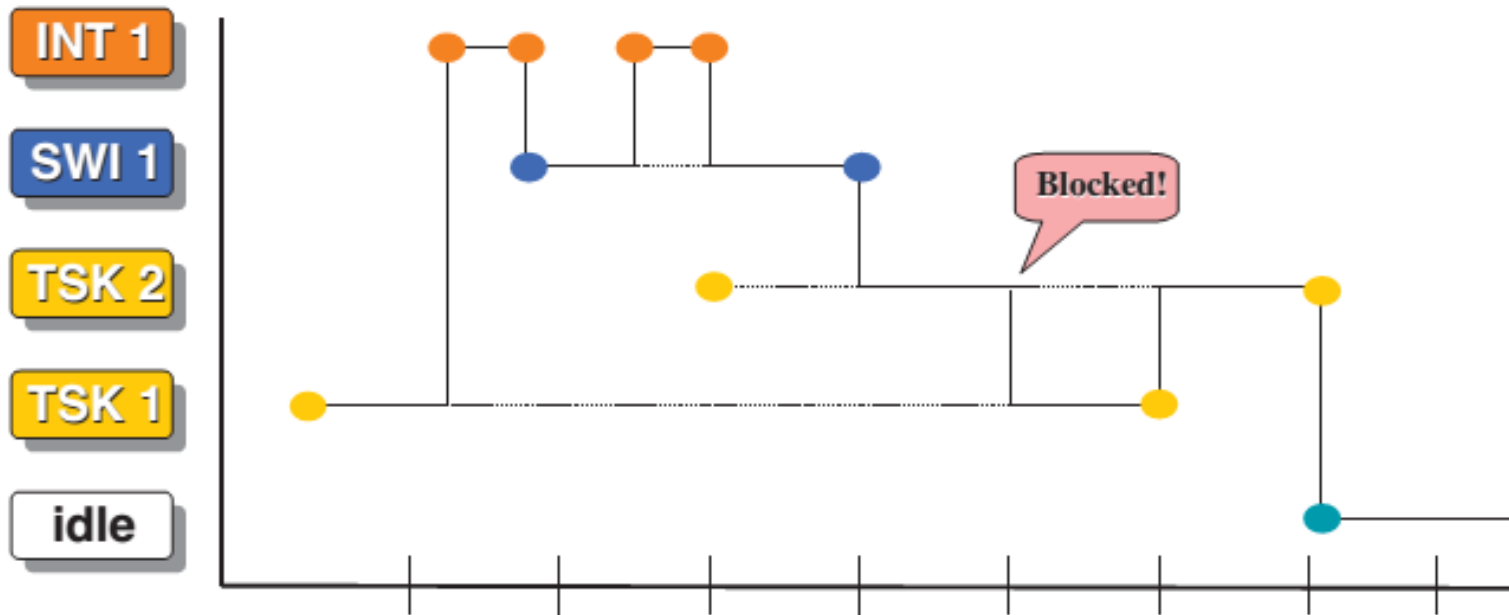 INT 1
SWI 1
Blocked!
TSK 2
TSK 1
idle